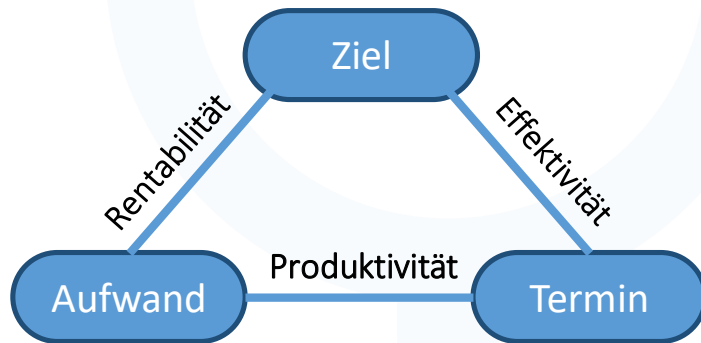 Ziel
Rentabilität
Effektivität
Produktivität
Aufwand
Termin